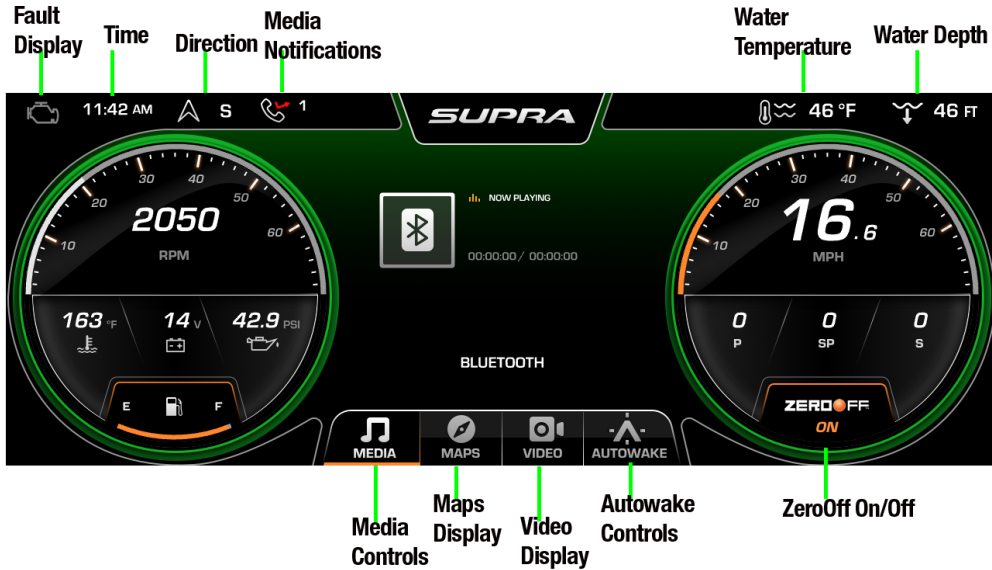 Fault
Display
Time
Direction
Media
Notifications
Water
Temperature
Water Depth
11:42 AM
S
1
SUPRA
46 °F
46 FT
10
20
30
40
50
60
2050
RPM
163 °F
14 V
42.9 PSI
E
F
NOW PLAYING
00:00:00 / 00:00:00
BLUETOOTH
10
20
30
40
50
60
16.6
MPH
0
P
0
SP
0
S
ZEROOFF
ON
MEDIA
MAPS
VIDEO
AUTOWAKE
Media
Controls
Maps
Display
Video
Display
Autowake
Controls
ZeroOff On/Off